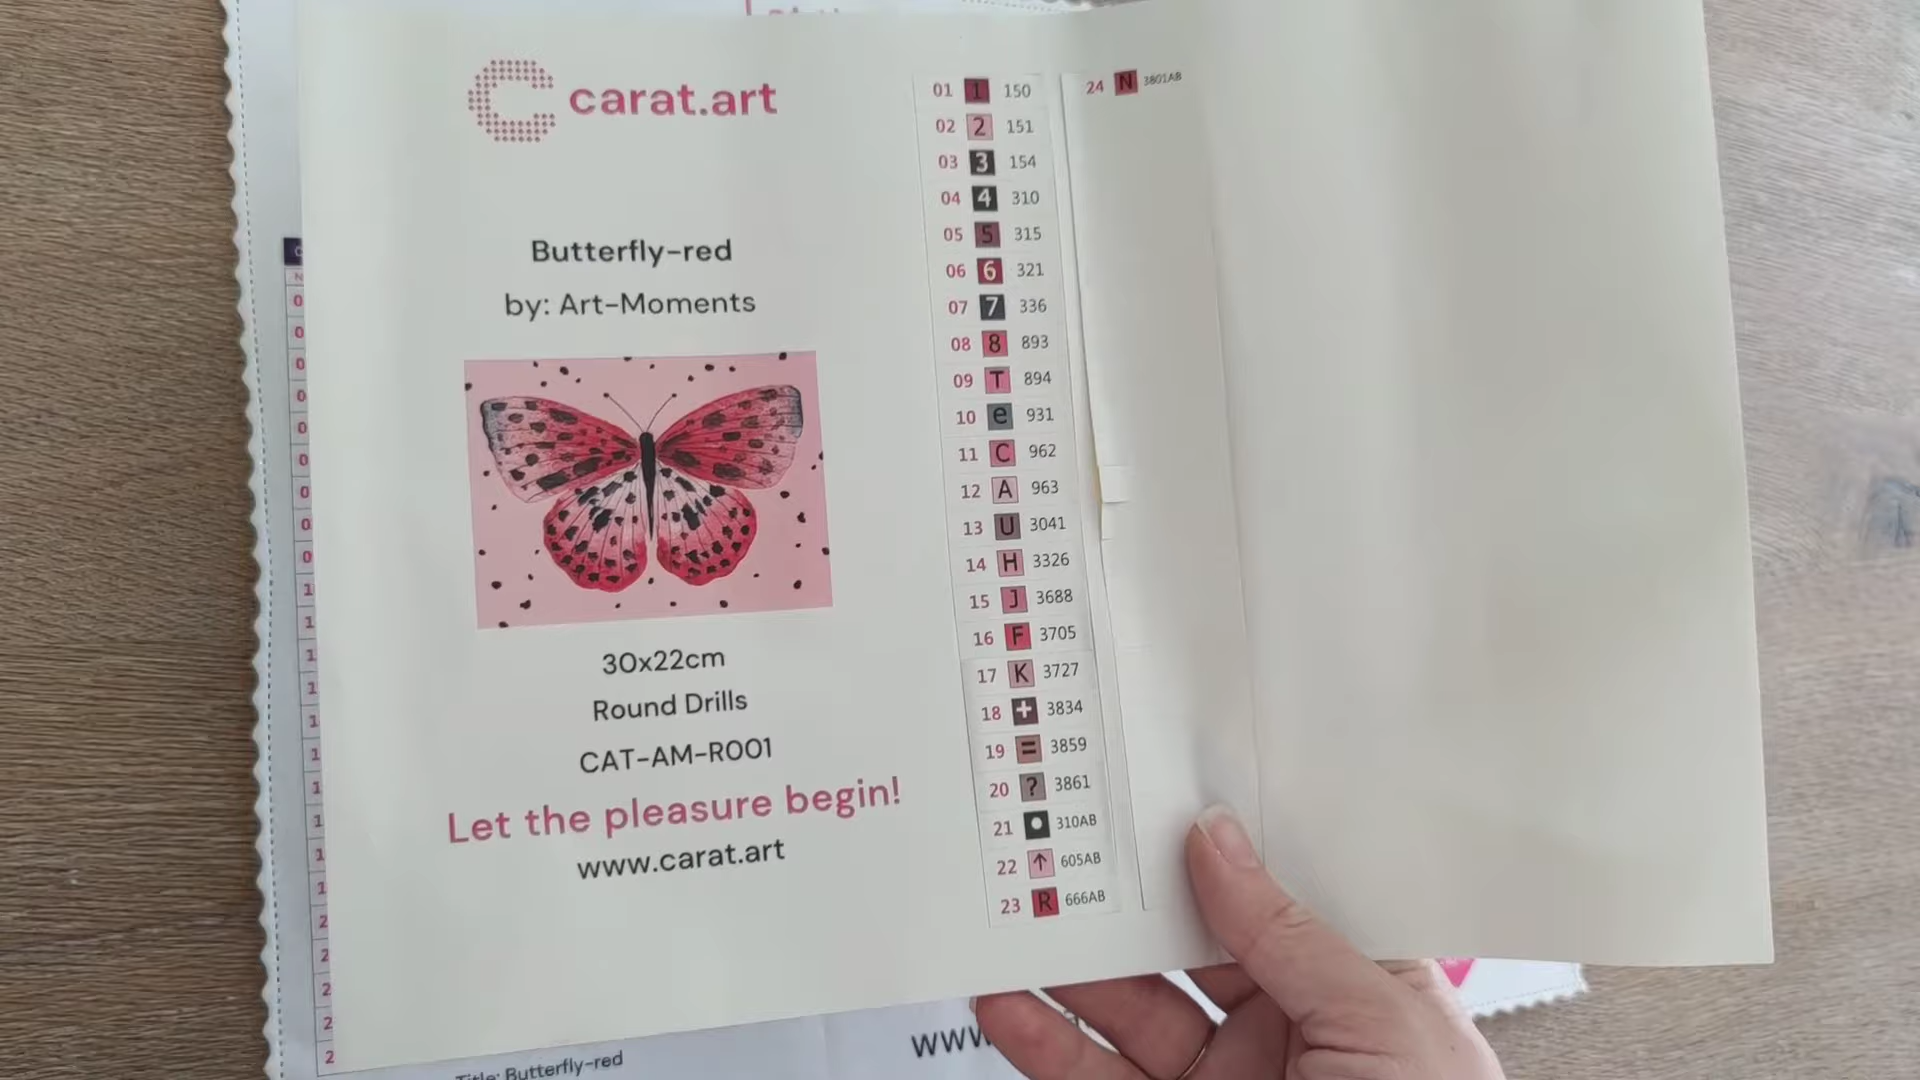 carat.art
Butterfly-red
by: Art-Moments
30x22cm
Round Drills
CAT-AM-R001
Let the pleasure begin!
www.carat.art
01 1 150
02 2 151
03 3 154
04 4 310
05 5 315
06 6 321
07 7 336
08 8 893
09 T 894
10 e 931
11 C 962
12 A 963
13 U 3041
14 H 3326
15 J 3688
16 F 3705
17 K 3727
18 + 3834
19 = 3859
20 ? 3861
21 ● 310AB
22 ↑ 605AB
23 R 666AB
24 N 3801AB
Title: Butterfly-red
www.